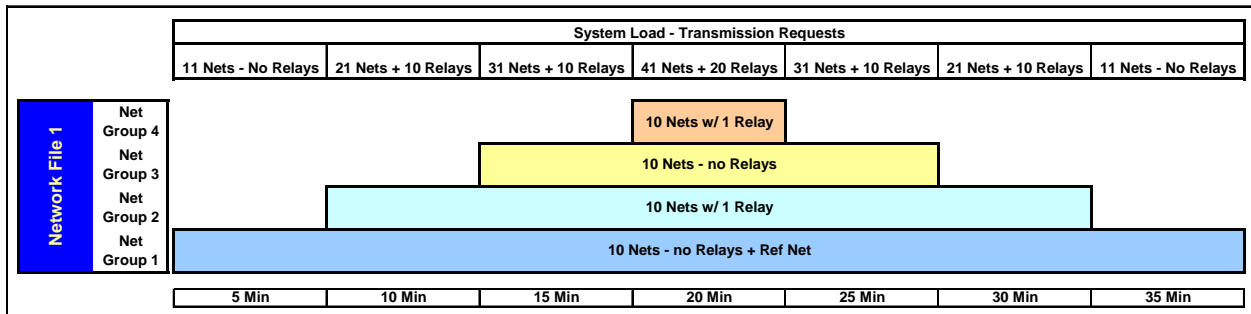 System Load - Transmission Requests
11 Nets - No Relays 21 Nets + 10 Relays 31 Nets + 10 Relays 41 Nets + 20 Relays 31 Nets + 10 Relays 21 Nets + 10 Relays 11 Nets - No Relays
Network File 1
Net
Group 4
10 Nets w/ 1 Relay
Net
Group 3
10 Nets - no Relays
Net
Group 2
10 Nets w/ 1 Relay
Net
Group 1
10 Nets - no Relays + Ref Net
5 Min 10 Min 15 Min 20 Min 25 Min 30 Min 35 Min